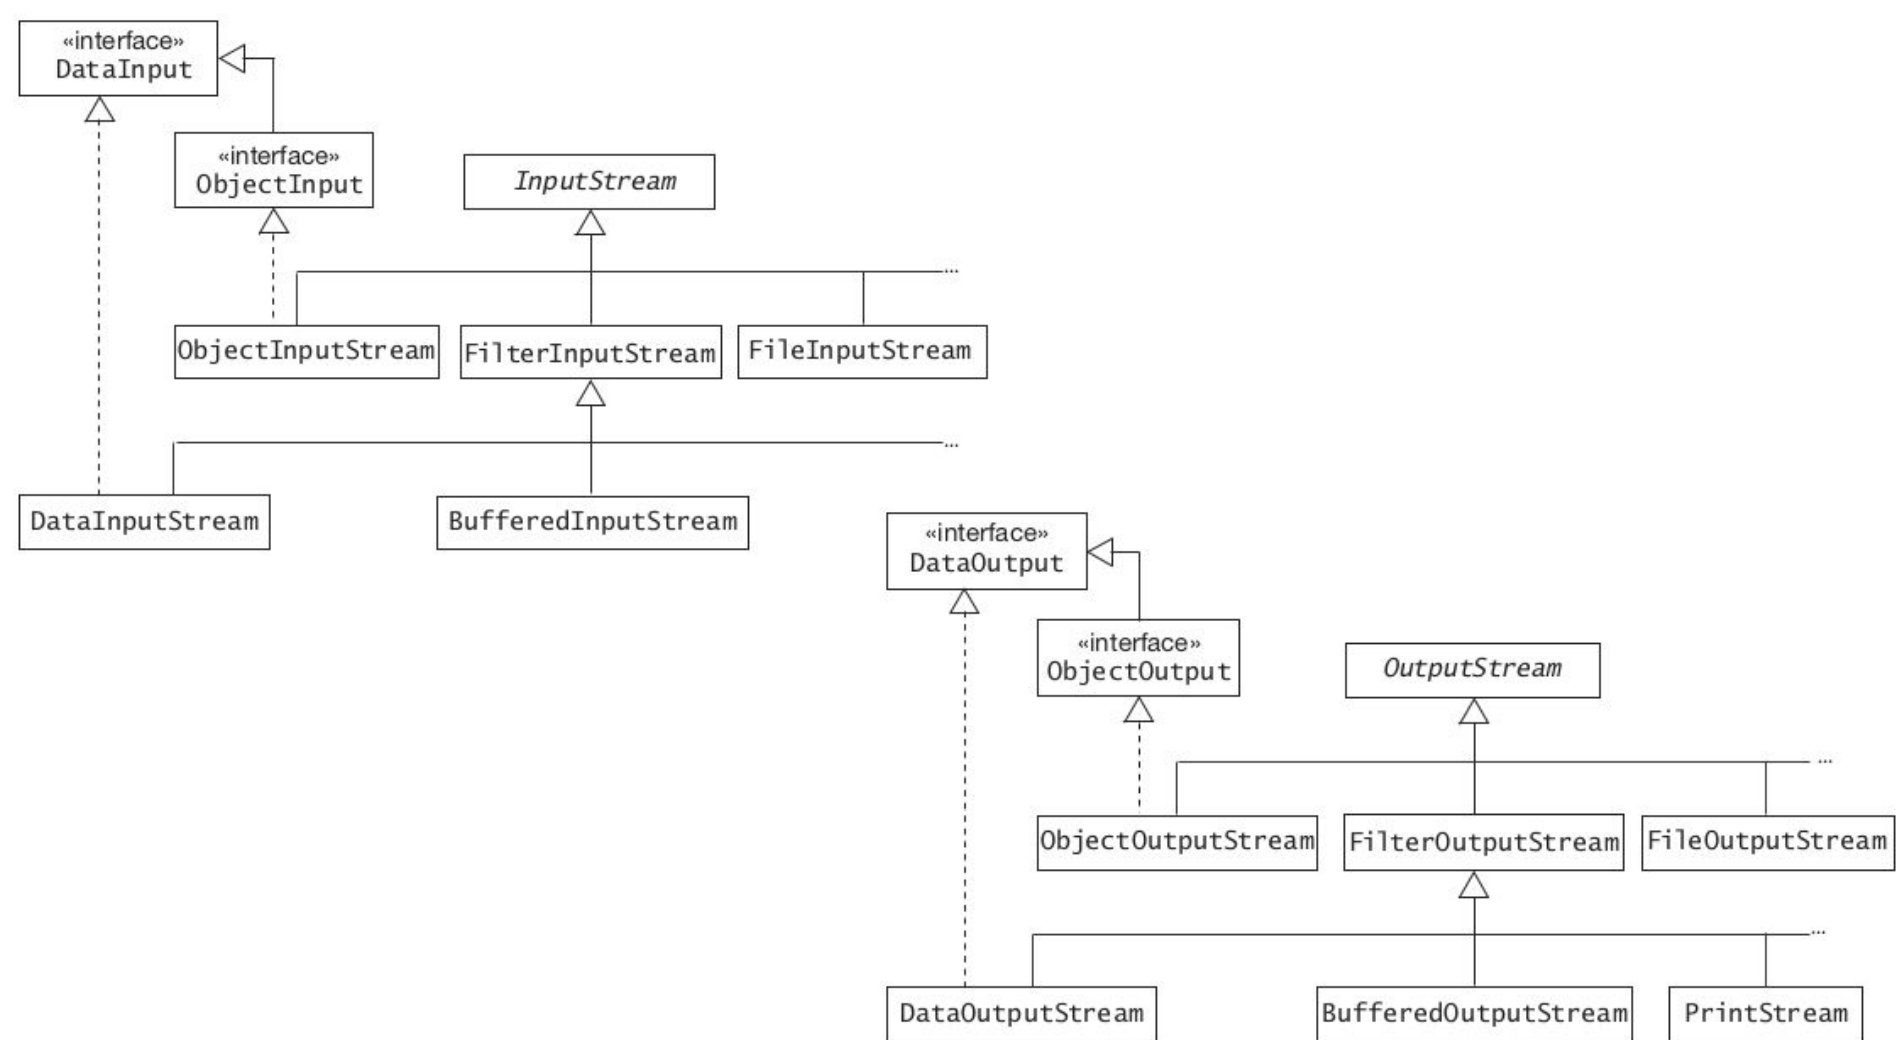 «interface»
DataInput
«interface»
ObjectInput
InputStream
...
ObjectInputStream
FilterInputStream
FileInputStream
...
DataInputStream
BufferedInputStream
«interface»
DataOutput
«interface»
ObjectOutput
OutputStream
...
ObjectOutputStream
FilterOutputStream
FileOutputStream
...
DataOutputStream
BufferedOutputStream
PrintStream